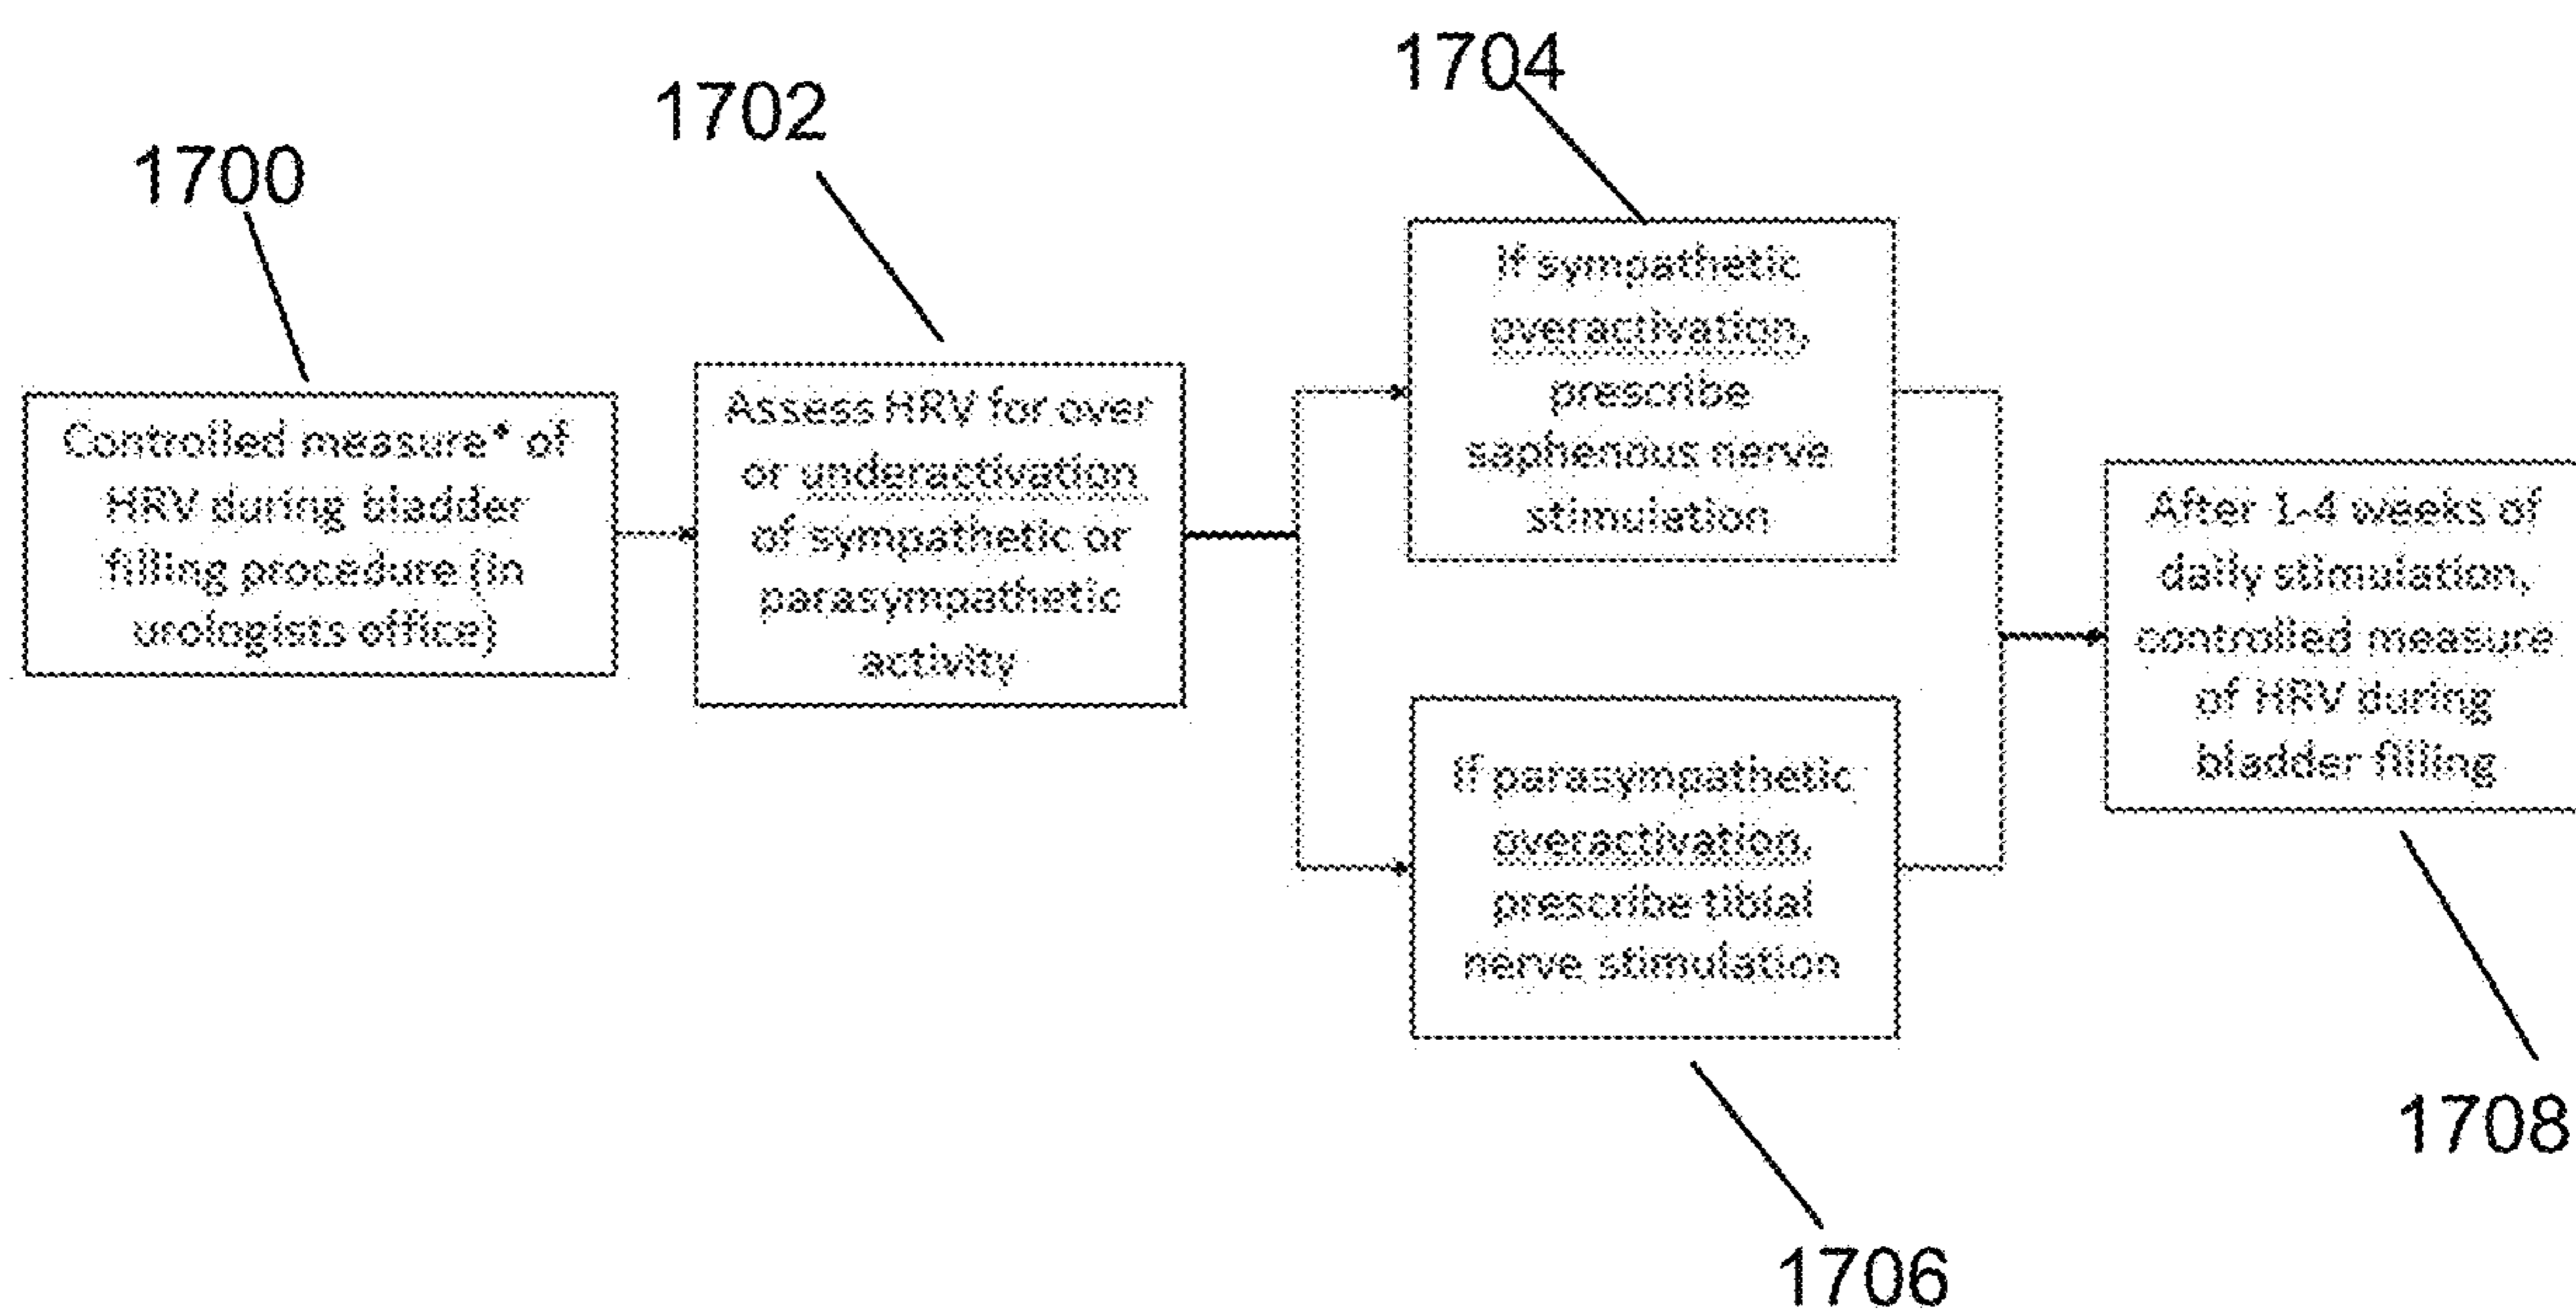 1700
Controlled measure* of
HRV during bladder
filling procedure (in
urologists office)
1702
Assess HRV for over
or underactivation
of sympathetic or
parasympathetic
activity
1704
If sympathetic
overactivation,
prescribe
saphenous nerve
stimulation
If parasympathetic
overactivation,
prescribe tibial
nerve stimulation
1706
After 1-4 weeks of
daily stimulation,
controlled measure
of HRV during
bladder filling
1708